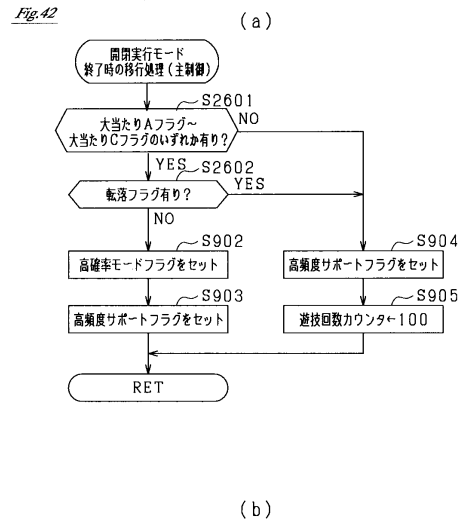 Fig.42
(a)
開閉実行モード
終了時の移行処理(主制御)
S2601
大当たりAフラグ~
大当たりCフラグのいずれか有り?
NO
YES
S2602
転落フラグ有り?
YES
NO
S902
高確率モードフラグをセット
S904
高頻度サポートフラグをセット
S903
高頻度サポートフラグをセット
S905
遊技回数カウンタ←100
RET
(b)